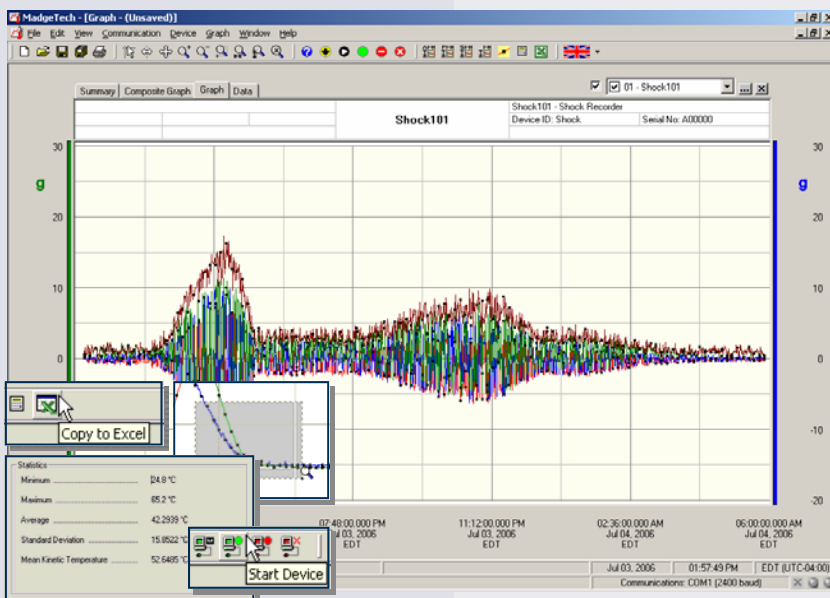 MadgeTech - [Graph - (Unsaved)]
File Edit View Communication Device Graph Window Help
Summary Composite Graph Graph Data
01 - Shock101
Shock101
Shock101 - Shock Recorder
Device ID: Shock Serial No: A00000
30 30
g g
20 20
10 10
0 0
-10
-20
Copy to Excel
Statistics
Minimum 24.8 °C
Maximum 65.2 °C
Average 42.2939 °C
Standard Deviation 15.8522 °C
Mean Kinetic Temperature 52.6485 °C
Start Device
07:48:00.000 PM 11:12:00.000 PM 02:36:00.000 AM 06:00:00.000 AM
Jul 03, 2006 Jul 03, 2006 Jul 04, 2006 Jul 04, 2006
EDT EDT EDT EDT
Jul 03, 2006 01:57:49 PM EDT (UTC-04:00)
Communications: COM1 (2400 baud)